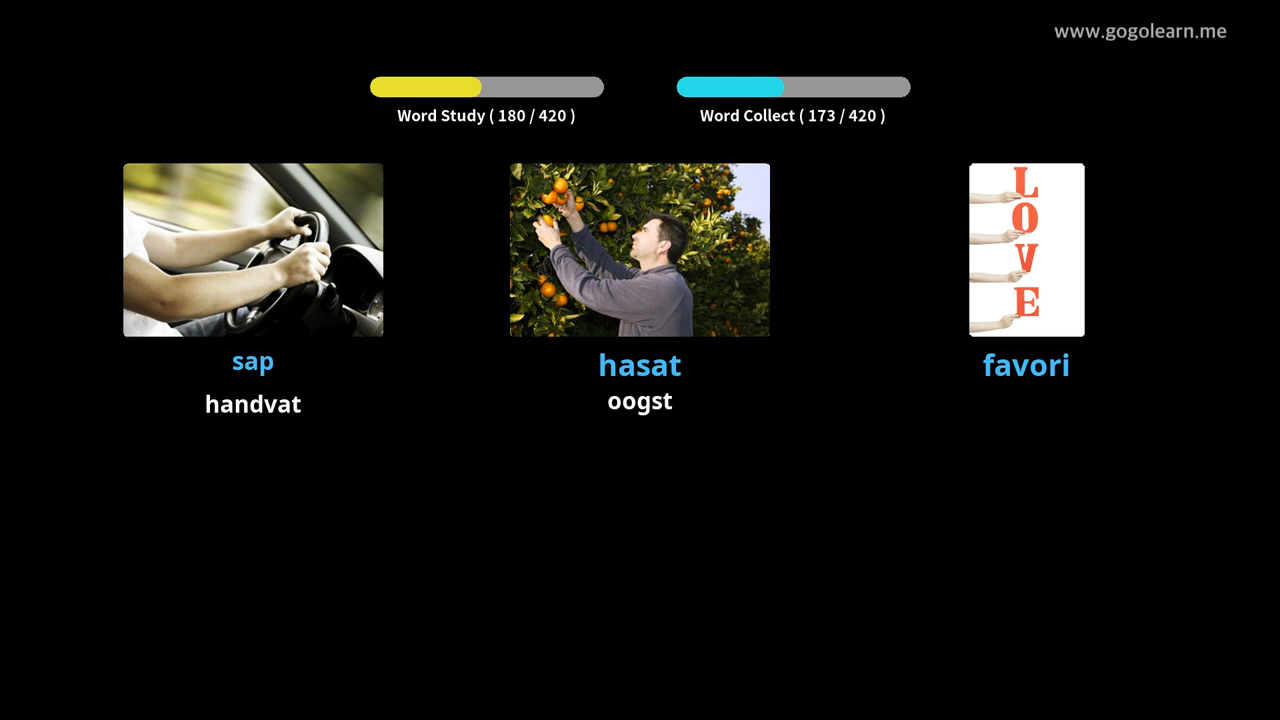 www.gogolearn.me
Word Study ( 180 / 420 )
Word Collect ( 173 / 420 )
L
O
V
E
sap
hasat
favori
handvat
oogst